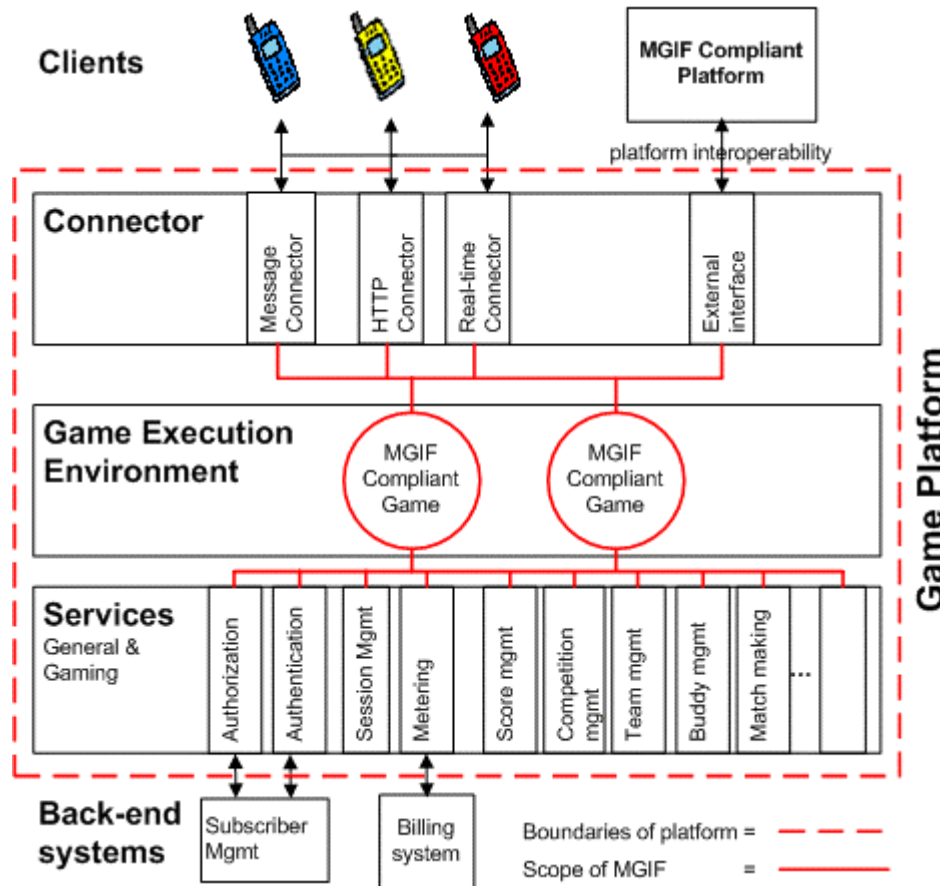 Clients
MGIF Compliant
Platform
platform interoperability
Connector
Message
Connector
HTTP
Connector
Real-time
Connector
External
interface
Game Execution
Environment
MGIF
Compliant
Game
MGIF
Compliant
Game
Game Platform
Services
General &
Gaming
Authorization
Authentication
Session Mgmt
Metering
Score mgmt
Competition
mgmt
Team mgmt
Buddy mgmt
Match making
...
Back-end
systems
Subscriber
Mgmt
Billing
system
Boundaries of platform =
Scope of MGIF =